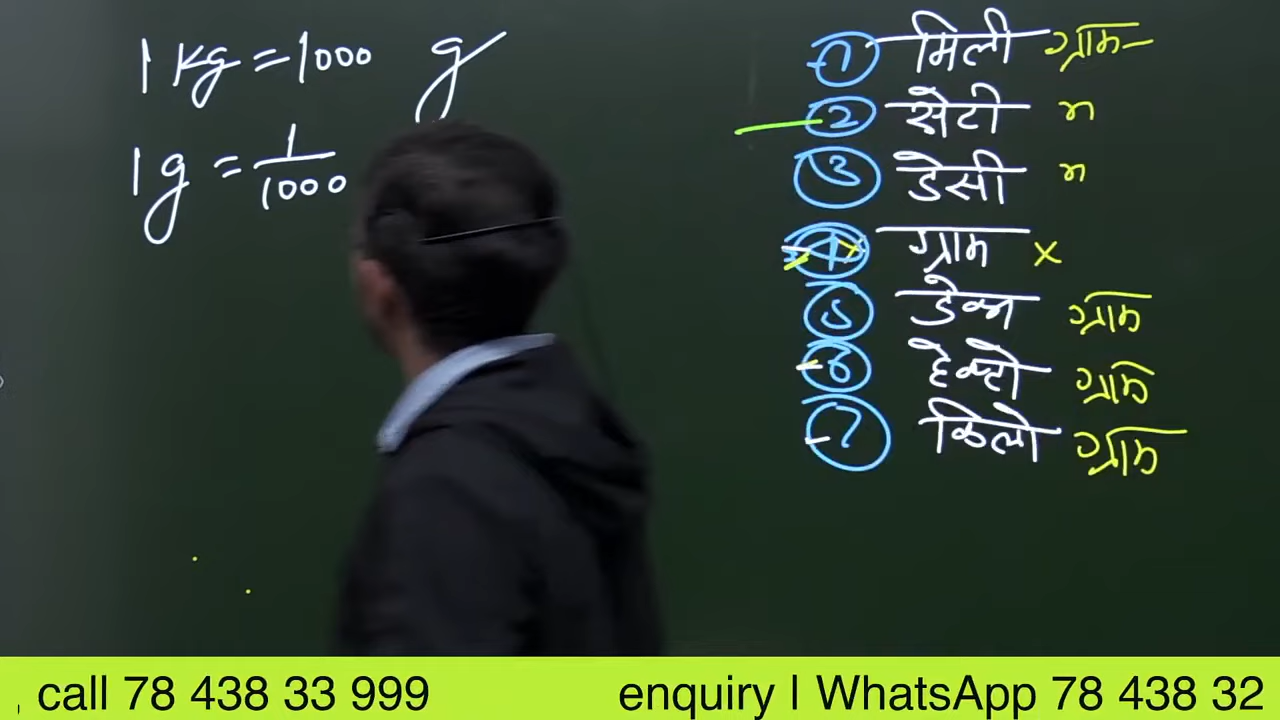 1 kg = 1000 g
1g = 1/1000
1 मिली ग्राम
2 सेंटी "
3 डेसी "
4 ग्राम ×
5 डेका ग्राम
6 हेक्टो ग्राम
7 किलो ग्राम
, call 78 438 33 999 enquiry I WhatsApp 78 438 32